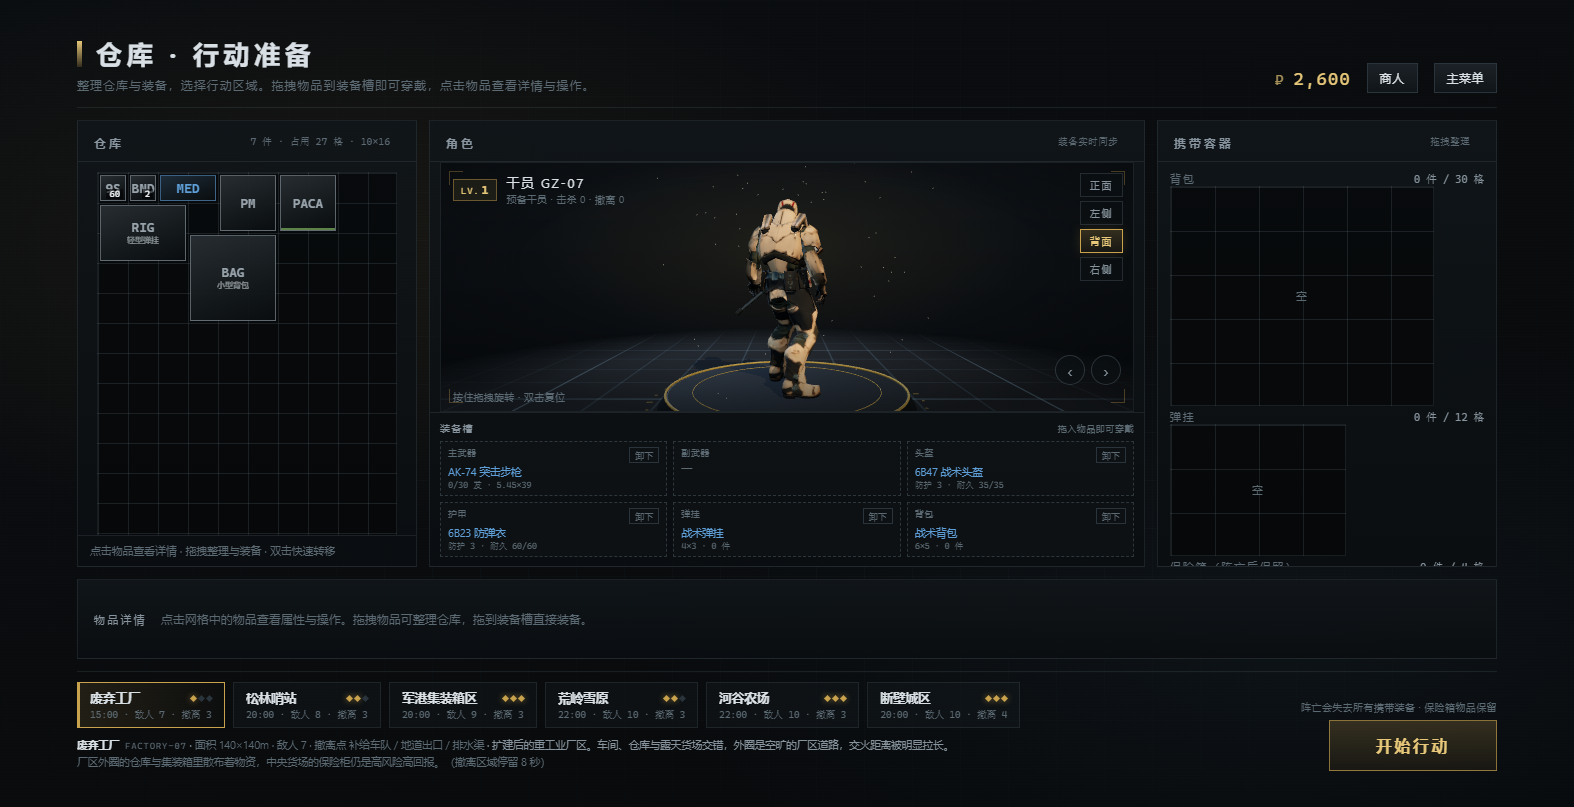 仓库 · 行动准备
整理仓库与装备，选择行动区域。拖拽物品到装备槽即可穿戴，点击物品查看详情与操作。
₽ 2,600
商人
主菜单
仓库
7 件 · 占用 27 格 · 10×16
60
BND
2
MED
PM
PACA
RIG
轻型弹挂
BAG
小型背包
点击物品查看详情 · 拖拽整理与装备 · 双击快速转移
角色
装备实时同步
LV. 1
干员 GZ-07
预备干员 · 击杀 0 · 撤离 0
正面
左侧
背面
右侧
‹
›
按住拖拽旋转 · 双击复位
装备槽
拖入物品即可穿戴
主武器
卸下
AK-74 突击步枪
0/30 发 · 5.45×39
副武器
—
头盔
卸下
6B47 战术头盔
防护 3 · 耐久 35/35
护甲
卸下
6B23 防弹衣
防护 3 · 耐久 60/60
弹挂
卸下
战术弹挂
4×3 · 0 件
背包
卸下
战术背包
6×5 · 0 件
携带容器
拖拽整理
背包
0 件 / 30 格
空
弹挂
0 件 / 12 格
空
保险箱（阵亡后保留）
物品详情
点击网格中的物品查看属性与操作。拖拽物品可整理仓库，拖到装备槽直接装备。
废弃工厂
15:00 · 敌人 7 · 撤离 3
松林哨站
20:00 · 敌人 8 · 撤离 3
军港集装箱区
20:00 · 敌人 9 · 撤离 3
荒岭雪原
22:00 · 敌人 10 · 撤离 3
河谷农场
22:00 · 敌人 10 · 撤离 3
断壁城区
20:00 · 敌人 10 · 撤离 4
废弃工厂 FACTORY-07 · 面积 140×140m · 敌人 7 · 撤离点 补给车队 / 地道出口 / 排水渠 · 扩建后的重工业厂区。车间、仓库与露天货场交错，外圈是空旷的厂区道路，交火距离被明显拉长。
厂区外圈的仓库与集装箱里散布着物资，中央货场的保险柜仍是高风险高回报。（撤离区域停留 8 秒）
阵亡会失去所有携带装备 · 保险箱物品保留
开始行动